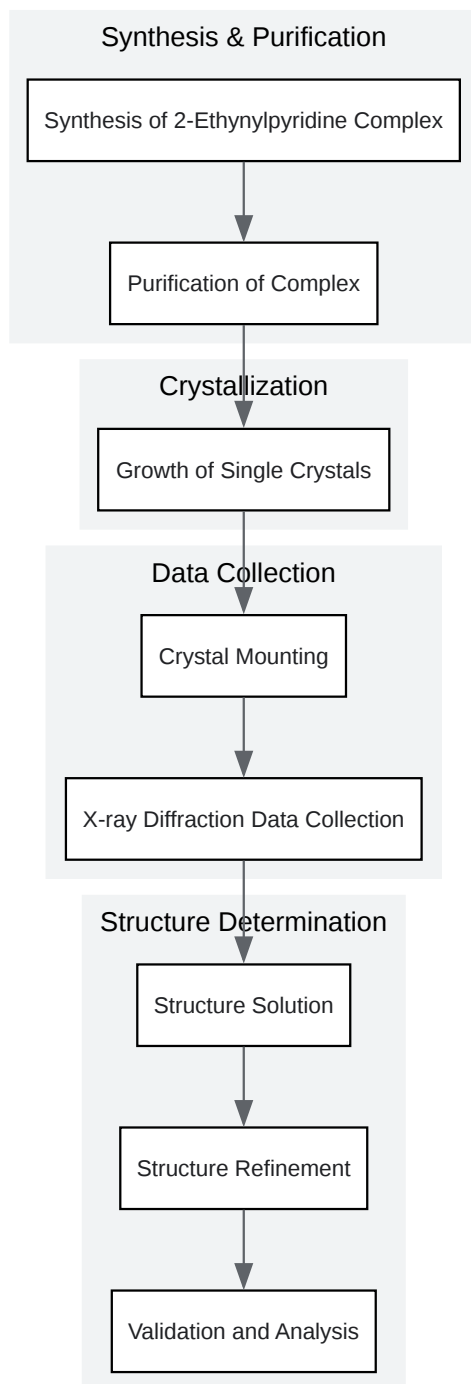 Synthesis & Purification
Synthesis of 2-Ethynylpyridine Complex
Purification of Complex
Crystallization
Growth of Single Crystals
Data Collection
Crystal Mounting
X-ray Diffraction Data Collection
Structure Determination
Structure Solution
Structure Refinement
Validation and Analysis